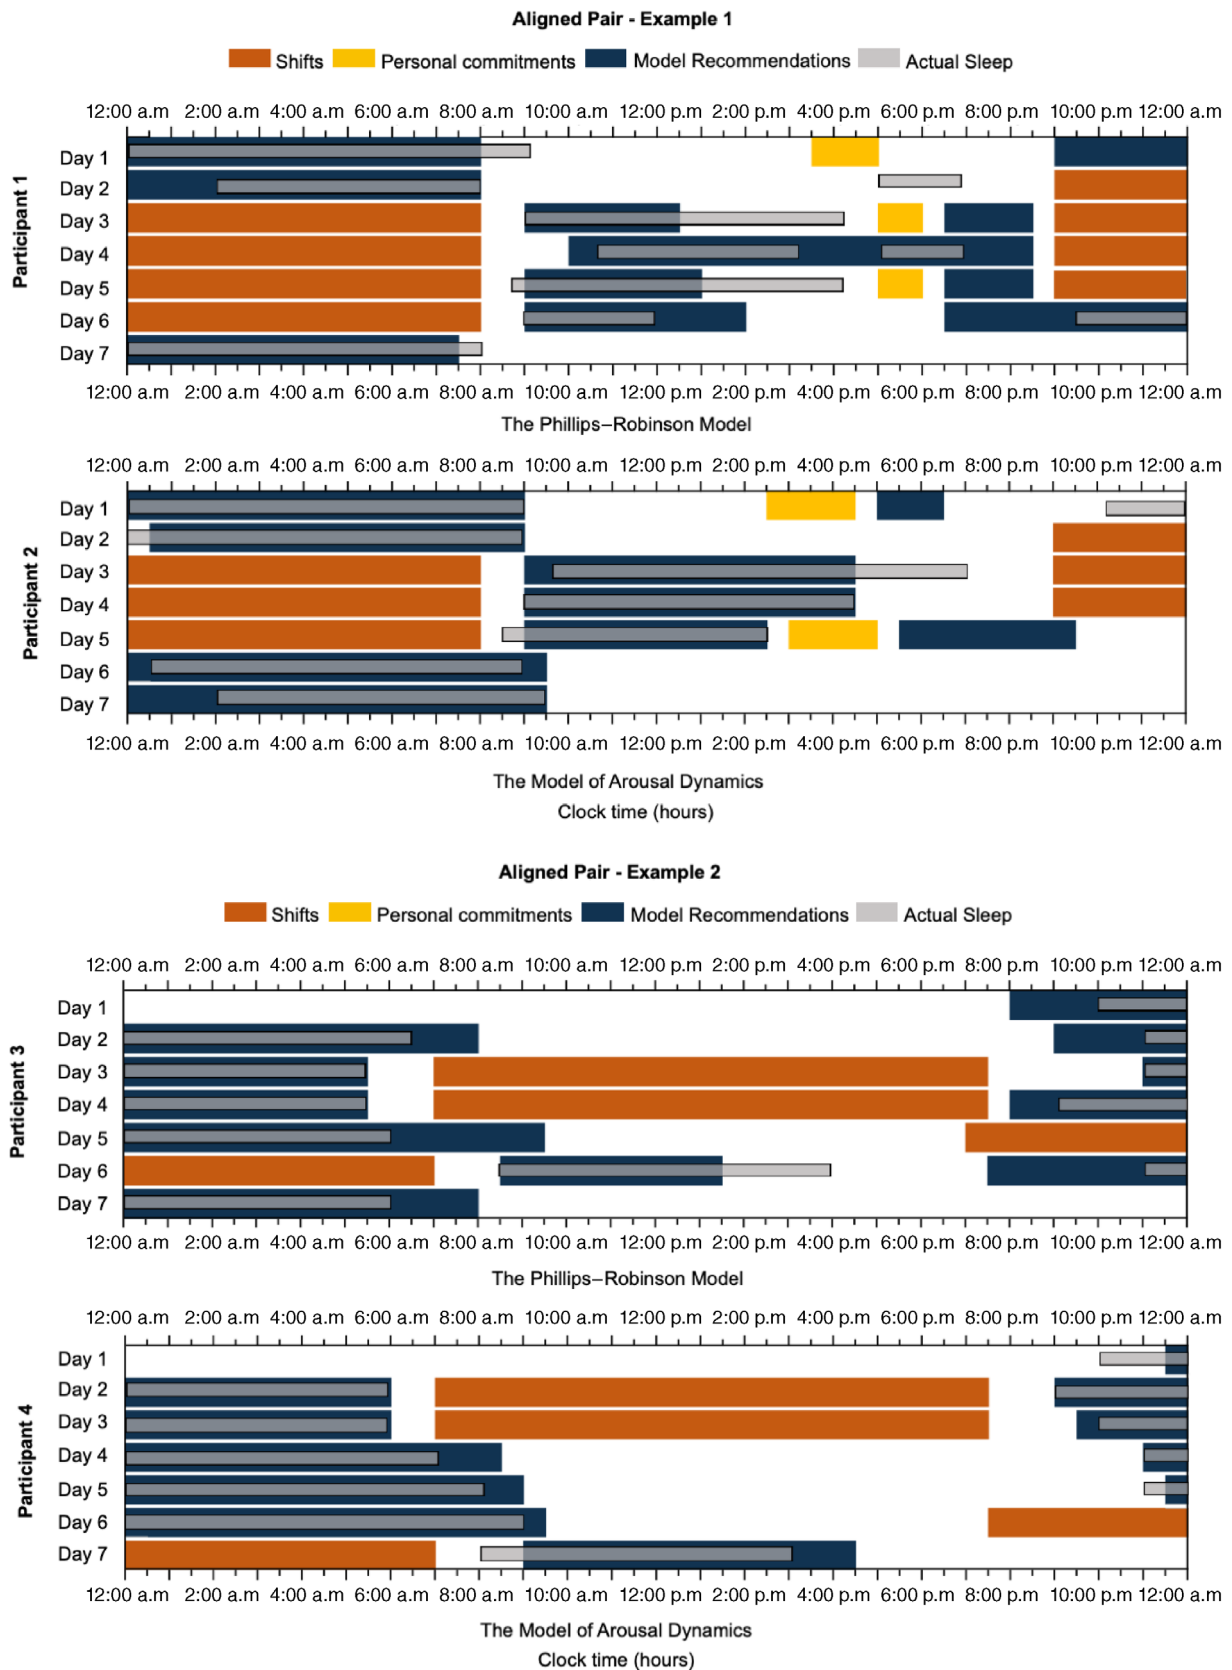 Aligned Pair - Example 1
Shifts Personal commitments Model Recommendations Actual Sleep
12:00 a.m 2:00 a.m 4:00 a.m 6:00 a.m 8:00 a.m 10:00 a.m 12:00 p.m 2:00 p.m 4:00 p.m 6:00 p.m 8:00 p.m 10:00 p.m 12:00 a.m
Participant 1
Day 1
Day 2
Day 3
Day 4
Day 5
Day 6
Day 7
12:00 a.m 2:00 a.m 4:00 a.m 6:00 a.m 8:00 a.m 10:00 a.m 12:00 p.m 2:00 p.m 4:00 p.m 6:00 p.m 8:00 p.m 10:00 p.m 12:00 a.m
The Phillips–Robinson Model
12:00 a.m 2:00 a.m 4:00 a.m 6:00 a.m 8:00 a.m 10:00 a.m 12:00 p.m 2:00 p.m 4:00 p.m 6:00 p.m 8:00 p.m 10:00 p.m 12:00 a.m
Participant 2
Day 1
Day 2
Day 3
Day 4
Day 5
Day 6
Day 7
12:00 a.m 2:00 a.m 4:00 a.m 6:00 a.m 8:00 a.m 10:00 a.m 12:00 p.m 2:00 p.m 4:00 p.m 6:00 p.m 8:00 p.m 10:00 p.m 12:00 a.m
The Model of Arousal Dynamics
Clock time (hours)
Aligned Pair - Example 2
Shifts Personal commitments Model Recommendations Actual Sleep
12:00 a.m 2:00 a.m 4:00 a.m 6:00 a.m 8:00 a.m 10:00 a.m 12:00 p.m 2:00 p.m 4:00 p.m 6:00 p.m 8:00 p.m 10:00 p.m 12:00 a.m
Participant 3
Day 1
Day 2
Day 3
Day 4
Day 5
Day 6
Day 7
12:00 a.m 2:00 a.m 4:00 a.m 6:00 a.m 8:00 a.m 10:00 a.m 12:00 p.m 2:00 p.m 4:00 p.m 6:00 p.m 8:00 p.m 10:00 p.m 12:00 a.m
The Phillips–Robinson Model
12:00 a.m 2:00 a.m 4:00 a.m 6:00 a.m 8:00 a.m 10:00 a.m 12:00 p.m 2:00 p.m 4:00 p.m 6:00 p.m 8:00 p.m 10:00 p.m 12:00 a.m
Participant 4
Day 1
Day 2
Day 3
Day 4
Day 5
Day 6
Day 7
12:00 a.m 2:00 a.m 4:00 a.m 6:00 a.m 8:00 a.m 10:00 a.m 12:00 p.m 2:00 p.m 4:00 p.m 6:00 p.m 8:00 p.m 10:00 p.m 12:00 a.m
The Model of Arousal Dynamics
Clock time (hours)